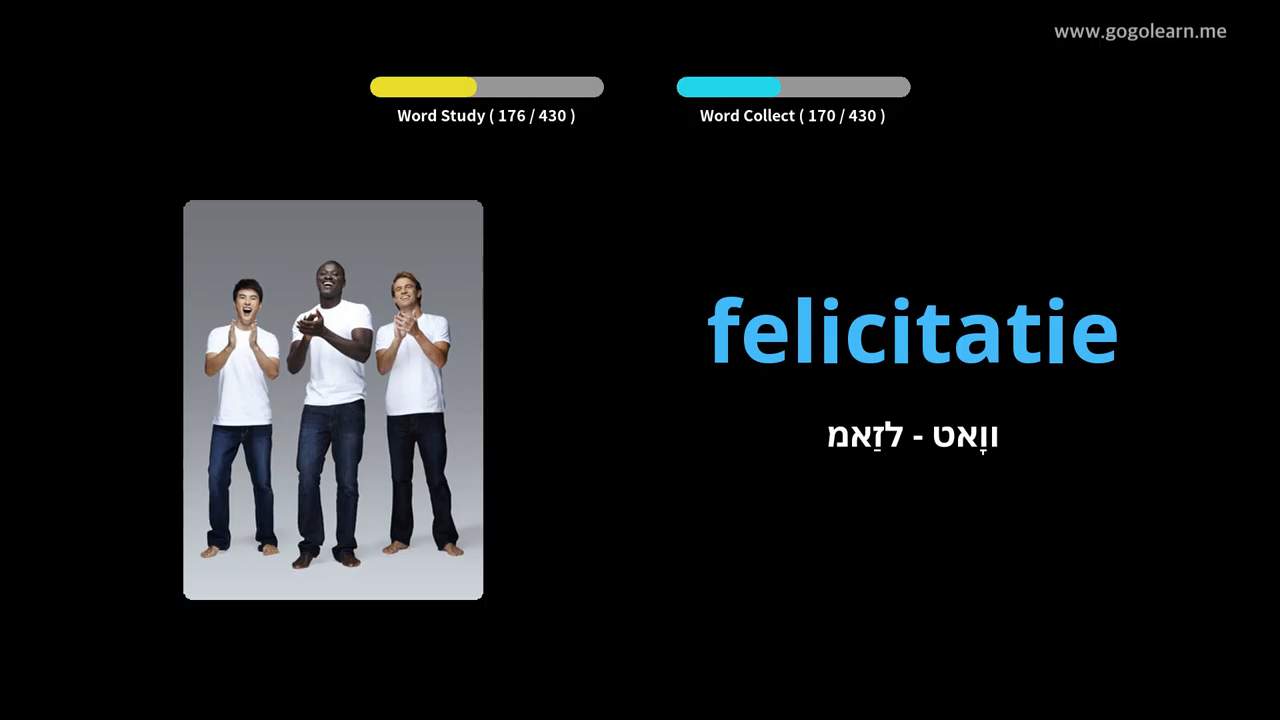 www.gogolearn.me
Word Study ( 176 / 430 )
Word Collect ( 170 / 430 )
felicitatie
ווָאט - לזַאמ